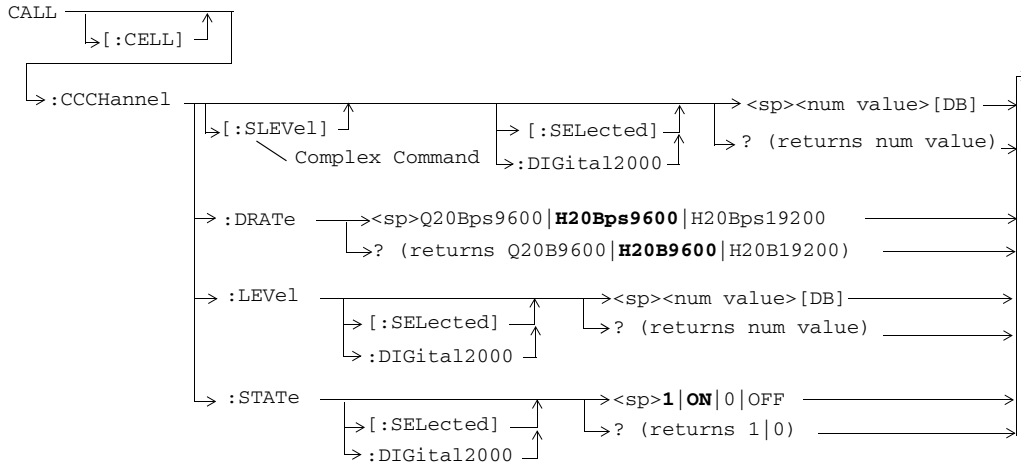 CALL
[:CELL]
:CCCHannel
<sp><num value>[DB]
[:SLEVel]
[:SELected]
? (returns num value)
Complex Command
:DIGital2000
:DRATe
<sp>Q20Bps9600|H20Bps9600|H20Bps19200
? (returns Q20B9600|H20B9600|H20B19200)
:LEVel
<sp><num value>[DB]
[:SELected]
? (returns num value)
:DIGital2000
:STATe
<sp>1|ON|0|OFF
[:SELected]
? (returns 1|0)
:DIGital2000